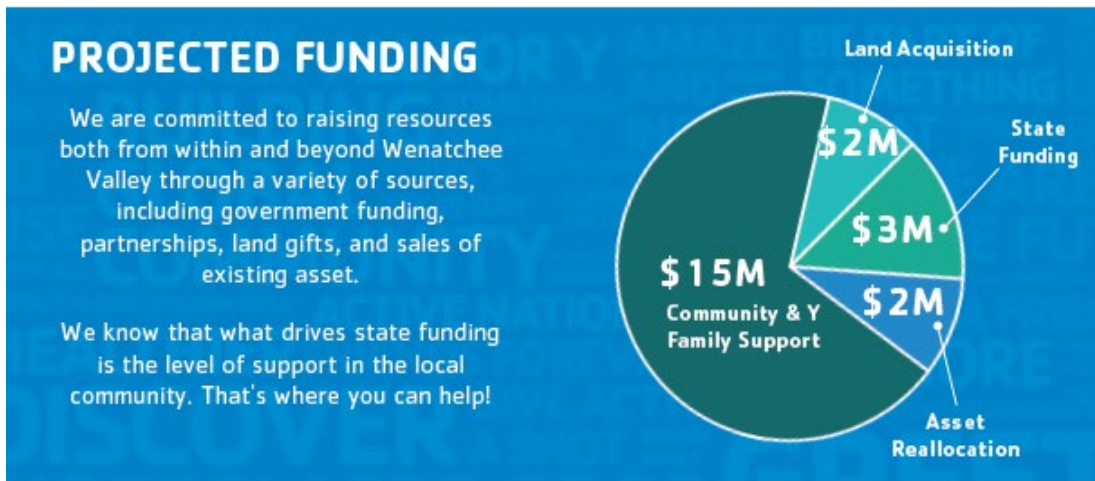 PROJECTED FUNDING
We are committed to raising resources
both from within and beyond Wenatchee
Valley through a variety of sources,
including government funding,
partnerships, land gifts, and sales of
existing asset.
We know that what drives state funding
is the level of support in the local
community. That's where you can help!
Land Acquisition
$2M
State
Funding
$3M
$15M
Community & Y
Family Support
$2M
Asset
Reallocation
DISCOVER